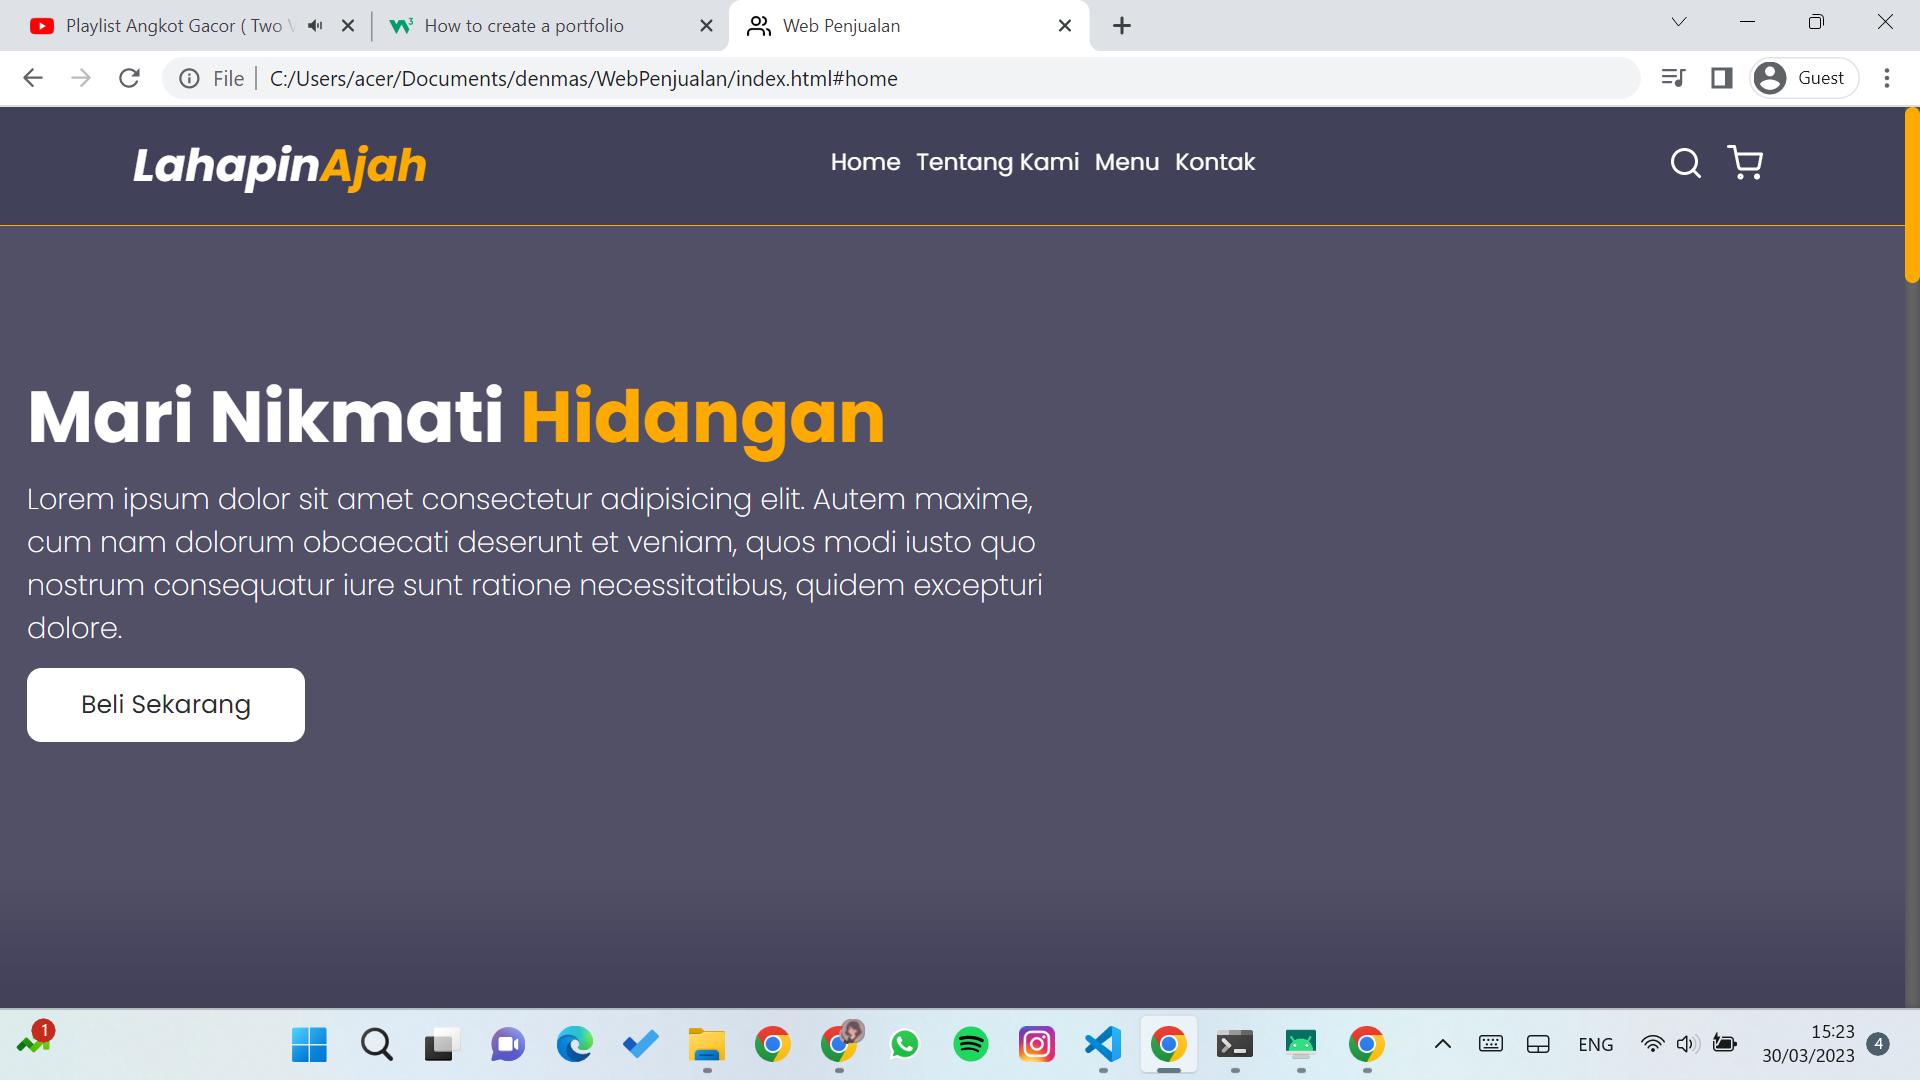 Playlist Angkot Gacor ( Two V
How to create a portfolio
Web Penjualan
File
C:/Users/acer/Documents/denmas/WebPenjualan/index.html#home
Guest
LahapinAjah
Home Tentang Kami Menu Kontak
Mari Nikmati Hidangan
Lorem ipsum dolor sit amet consectetur adipisicing elit. Autem maxime,
cum nam dolorum obcaecati deserunt et veniam, quos modi iusto quo
nostrum consequatur iure sunt ratione necessitatibus, quidem excepturi
dolore.
Beli Sekarang
1
ENG
15:23
30/03/2023
4